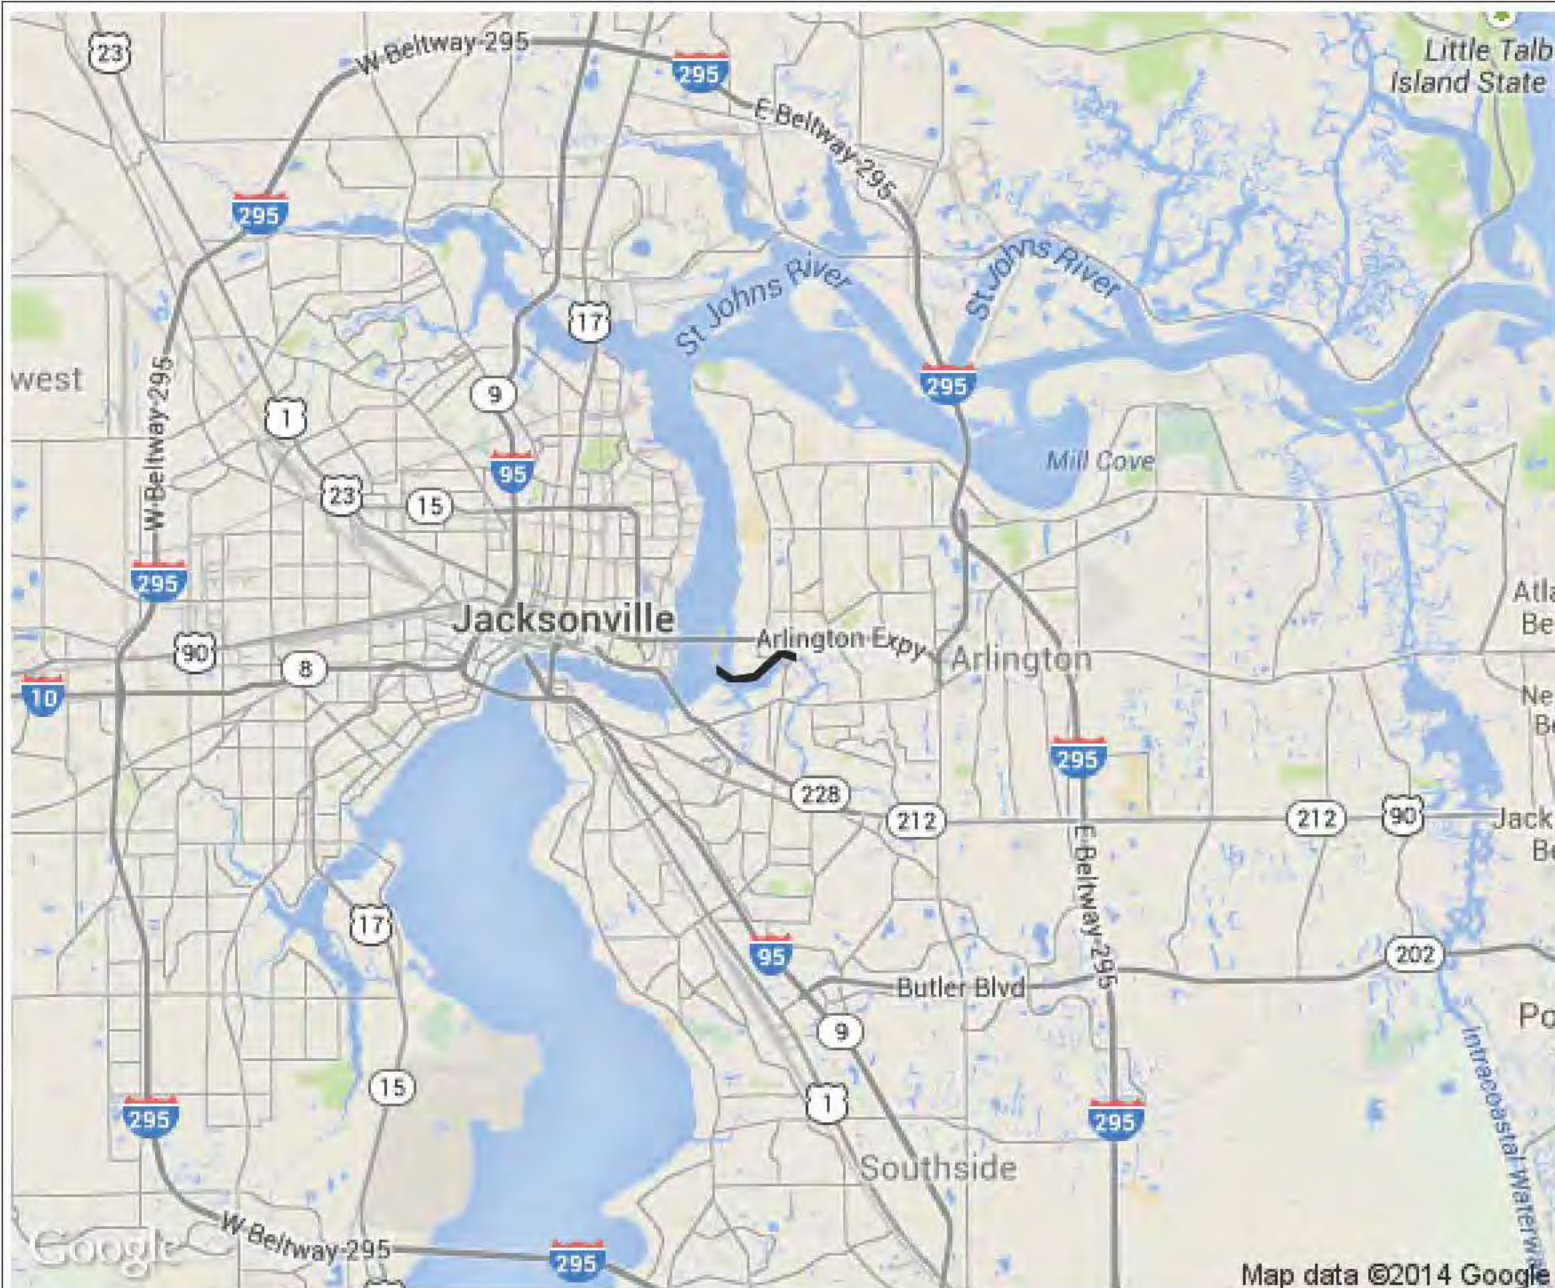 23
W Beltway-295
295
E Beltway-295
Little Talb
Island State
295
St Johns River
St Johns River
17
295
west
W Beltway-295
9
1
95
Mill Cove
23
15
295
Atla
Be
Jacksonville
Arlington Expy
Arlington
90
8
10
Ne
Be
295
228
212
212
90
Jack
Be
E Beltway-295
17
95
202
Butler Blvd
Po
9
Intracoastal Waterwa
15
1
295
295
Southside
W Beltway-295
Google
295
Map data ©2014 Google